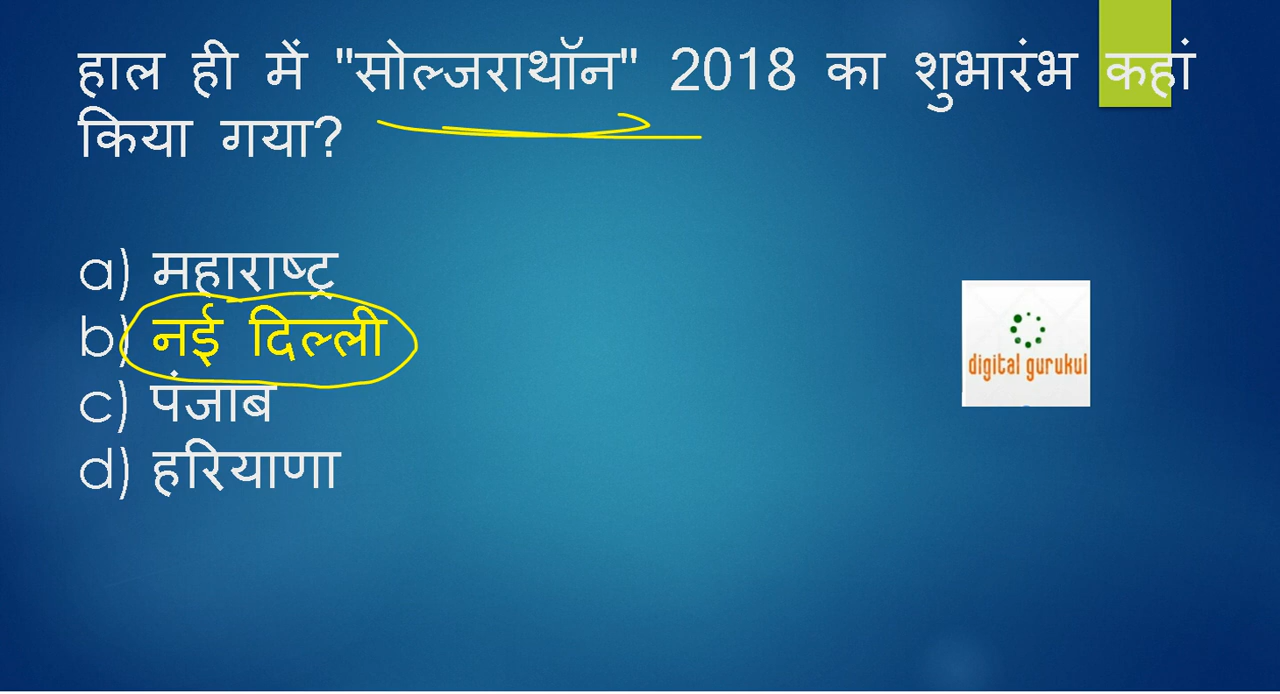 हाल ही में "सोल्जराथॉन" 2018 का शुभारंभ कहां
किया गया?
a) महाराष्ट्र
b) नई दिल्ली
c) पंजाब
d) हरियाणा
digital gurukul